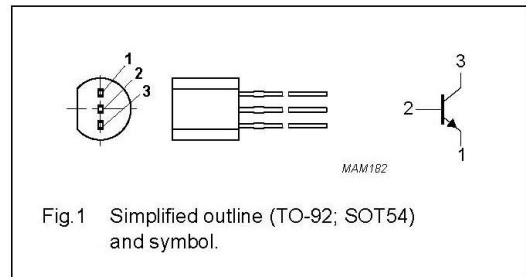 1
2
3
3
2
1
MAM182
Fig.1 Simplified outline (TO-92; SOT54)
and symbol.